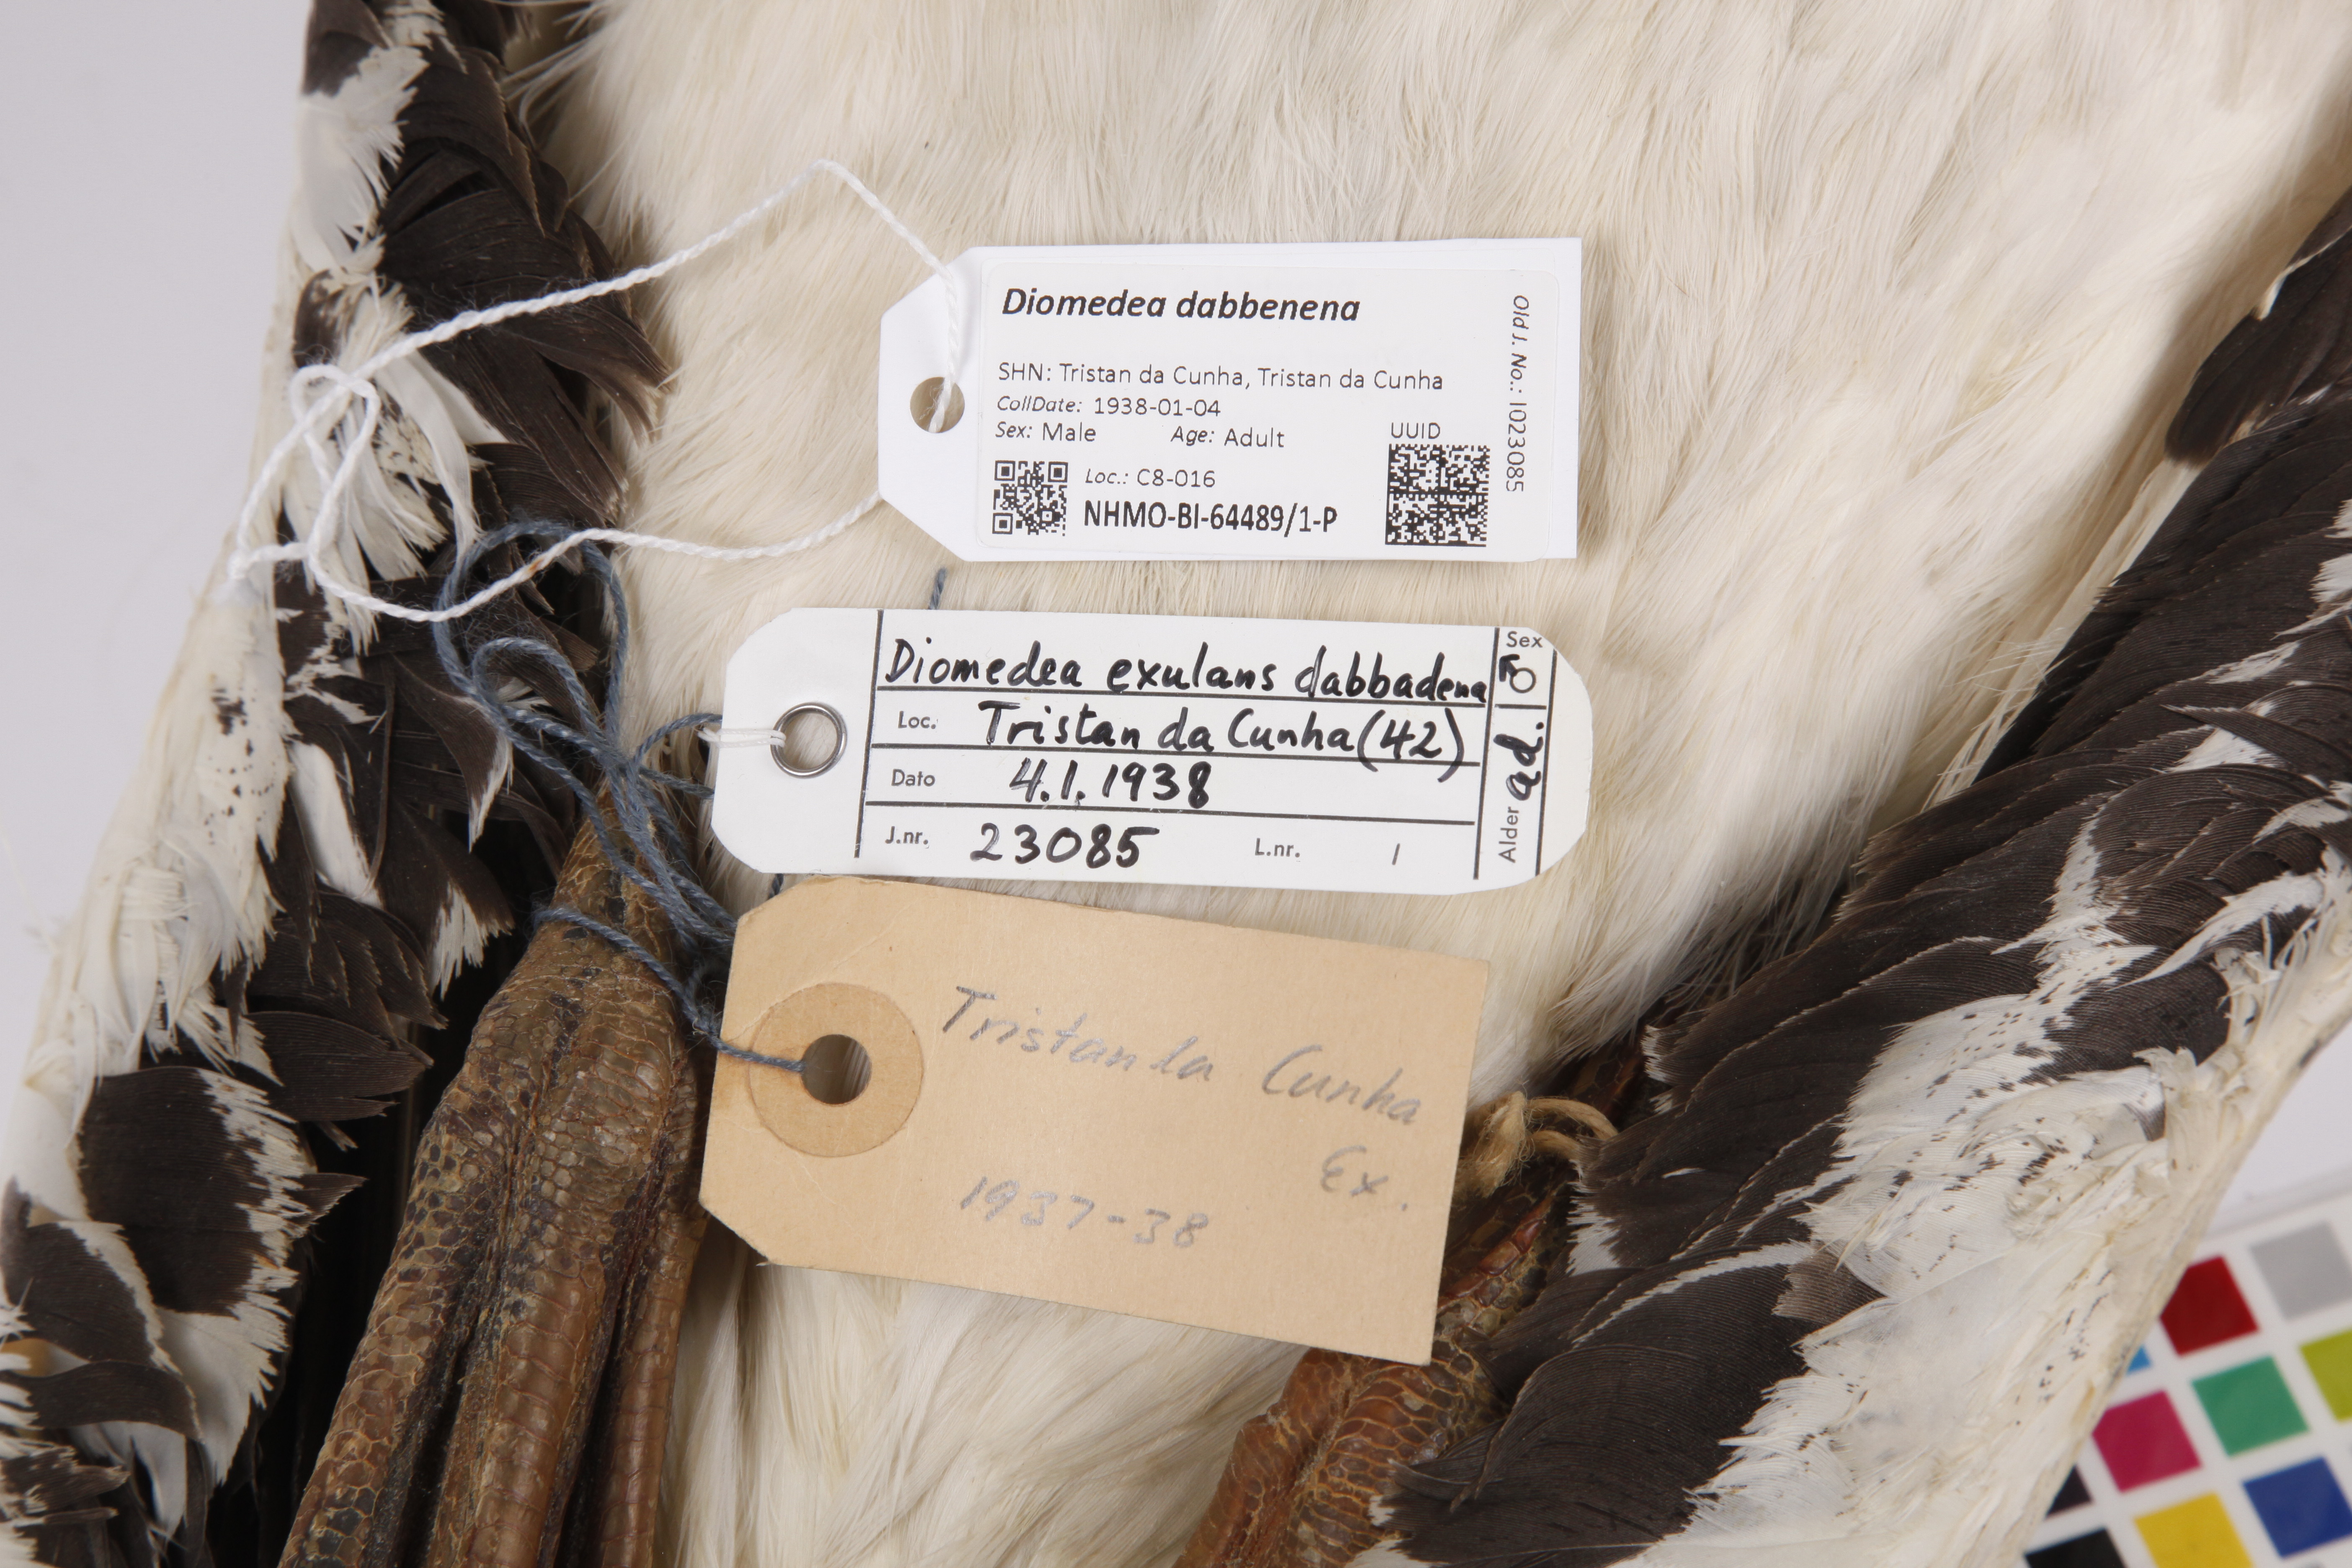 Diomedea dabbenena
SHN: Tristan da Cunha, Tristan da Cunha
CollDate: 1938-01-04
Sex: Male Age: Adult
UUID
Loc.: C8-016
NHMO-BI-64489/1-P
Old J. No.: I023085
Diomedea exulans dabbadena
Loc. Tristan da Cunha (42)
Dato 4.1.1938
J.nr. 23085 L.nr. /
Sex ♂
Alder ad.
Tristan la Cunha
Ex.
1937-38